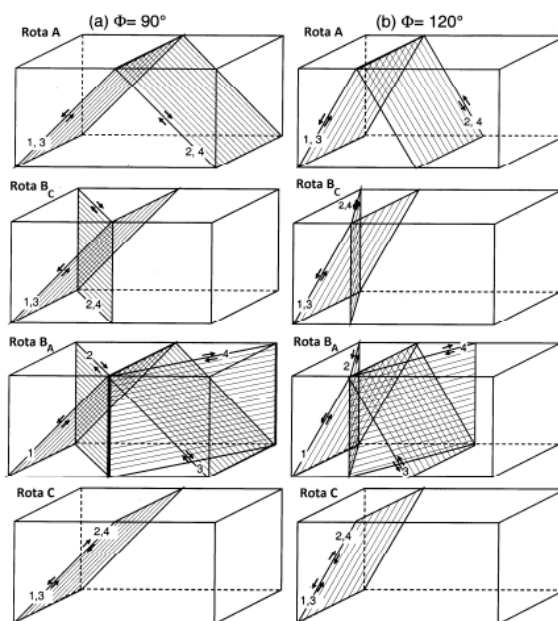 (a) Φ= 90°
(b) Φ= 120°
Rota A
1, 3
2, 4
Rota A
1, 3
2, 4
Rota B_C
1,3
2,4
Rota B_C
2,4
1,3
Rota B_A
2
4
1
3
Rota B_A
2
4
1
3
Rota C
2,4
1,3
Rota C
2,4
1,3